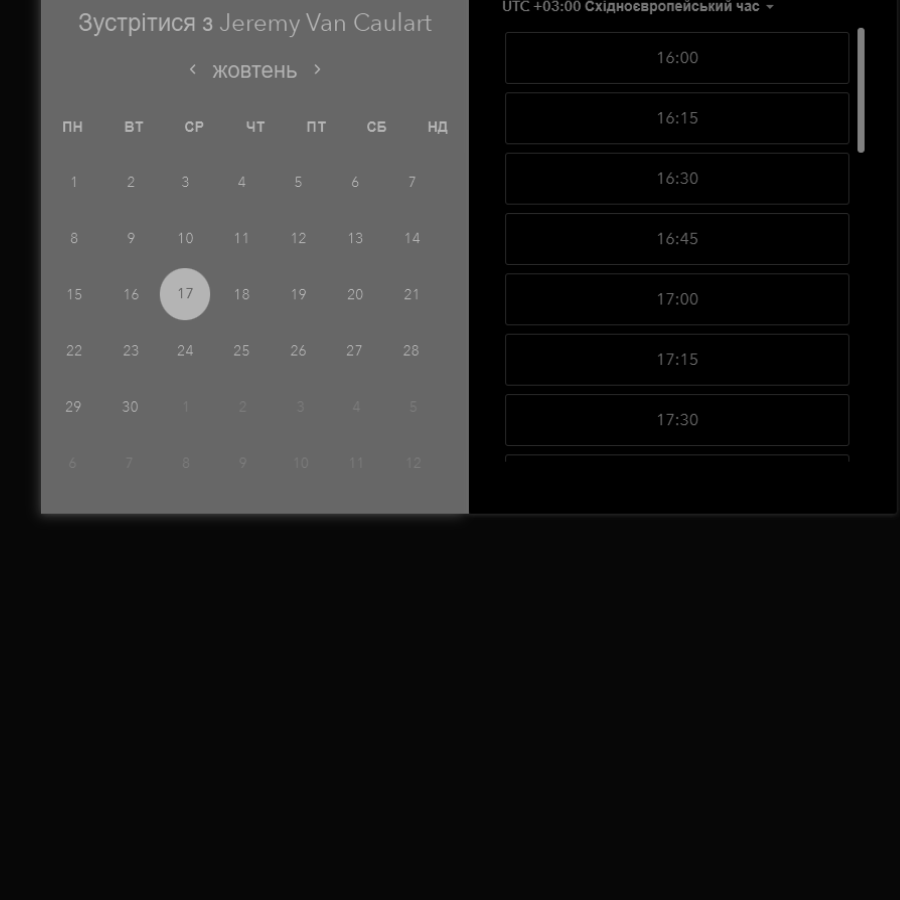 Зустрітися з Jeremy Van Caulart
< жовтень >
ПН ВТ СР ЧТ ПТ СБ НД
1 2 3 4 5 6 7
8 9 10 11 12 13 14
15 16 17 18 19 20 21
22 23 24 25 26 27 28
29 30 1 2 3 4 5
6 7 8 9 10 11 12
UTC +03:00 Східноєвропейський час
16:00
16:15
16:30
16:45
17:00
17:15
17:30